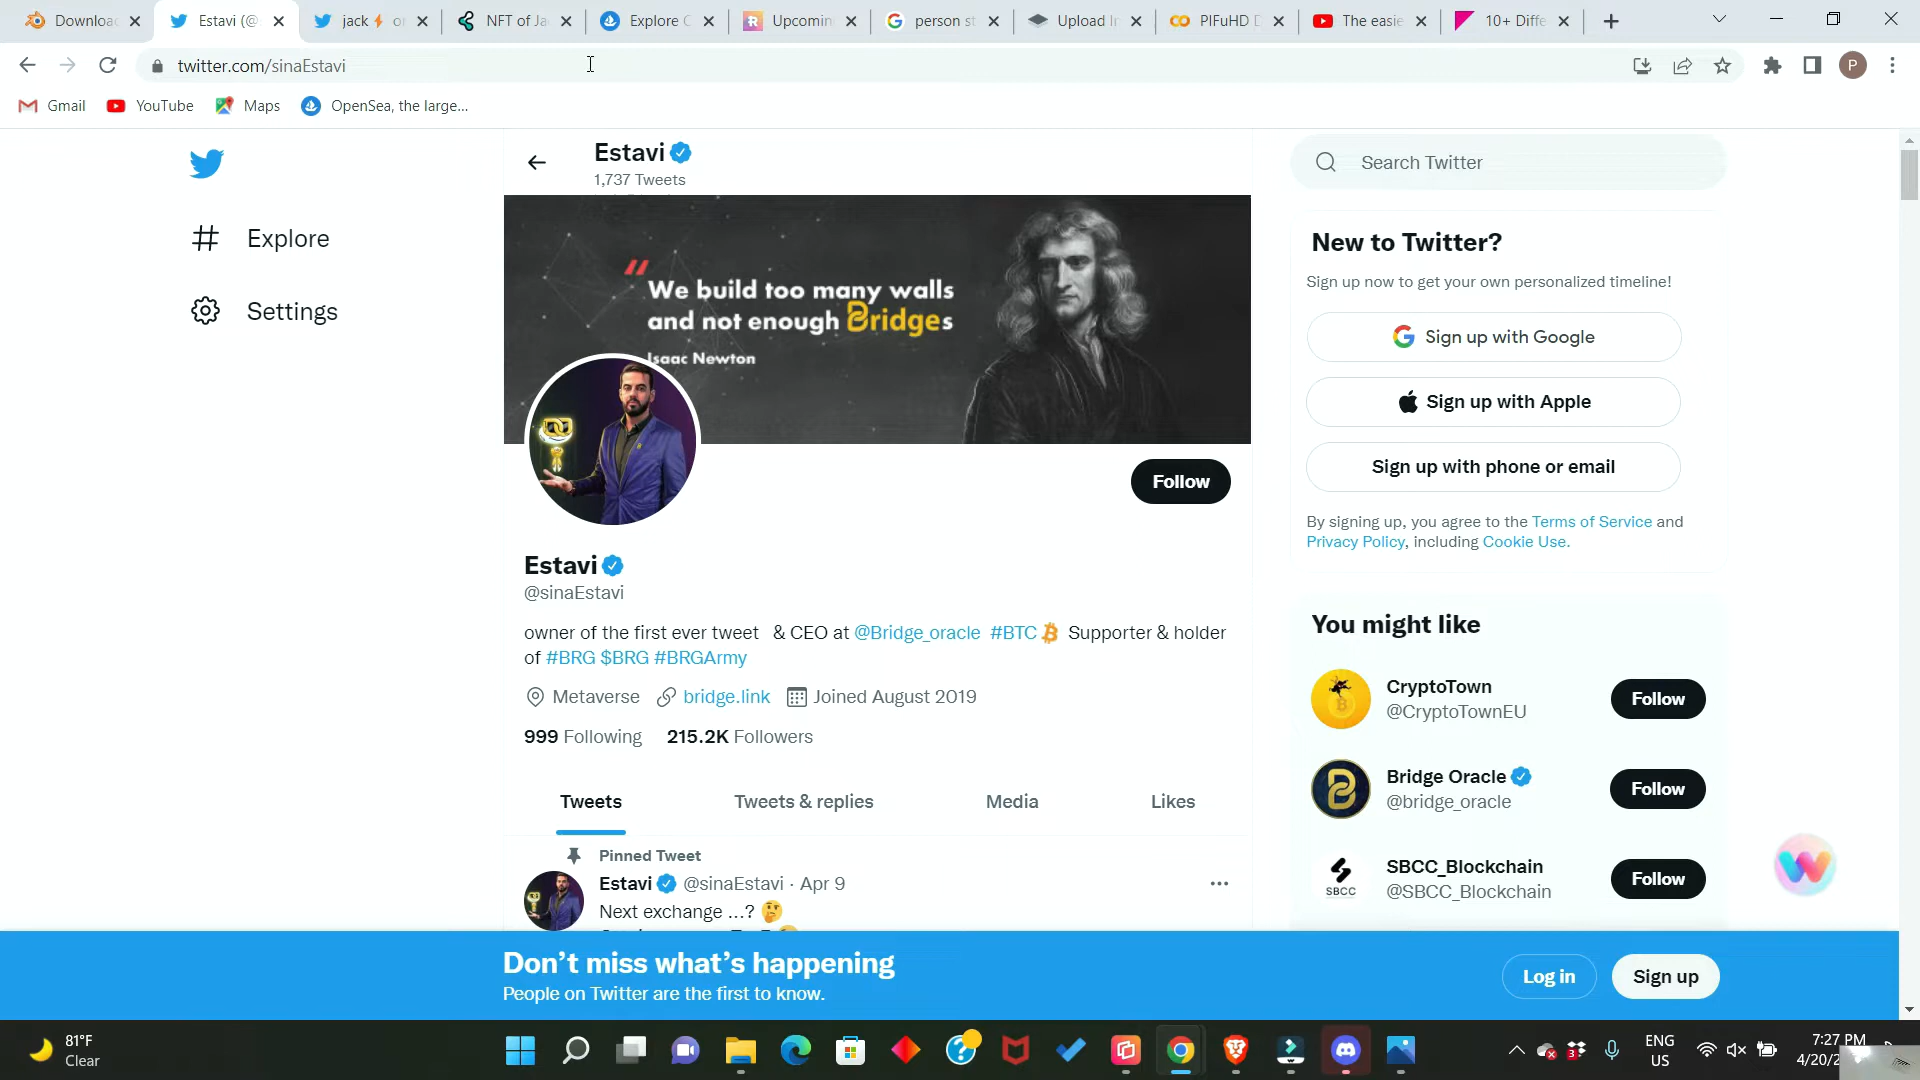 Downloa
Estavi (@
jack⚡ o
NFT of Ja
Explore
Upcomin
person st
Upload I
PIFuHD
The easie
10+ Diffe
twitter.com/sinaEstavi
P
Gmail
YouTube
Maps
OpenSea, the large...
Estavi
1,737 Tweets
Search Twitter
Explore
Settings
" We build too many walls
and not enough Bridges
Isaac Newton
New to Twitter?
Sign up now to get your own personalized timeline!
Sign up with Google
Sign up with Apple
Sign up with phone or email
By signing up, you agree to the Terms of Service and
Privacy Policy, including Cookie Use.
Follow
Estavi
@sinaEstavi
owner of the first ever tweet & CEO at @Bridge_oracle #BTC Supporter & holder
of #BRG $BRG #BRGArmy
Metaverse bridge.link Joined August 2019
999 Following 215.2K Followers
Tweets Tweets & replies Media Likes
Pinned Tweet
Estavi @sinaEstavi · Apr 9
Next exchange ...? 🤔
You might like
CryptoTown
@CryptoTownEU
Follow
Bridge Oracle
@bridge_oracle
Follow
SBCC
SBCC_Blockchain
@SBCC_Blockchain
Follow
Don't miss what's happening
People on Twitter are the first to know.
Log in
Sign up
81°F
Clear
3
ENG
US
7:27 PM
4/20/2